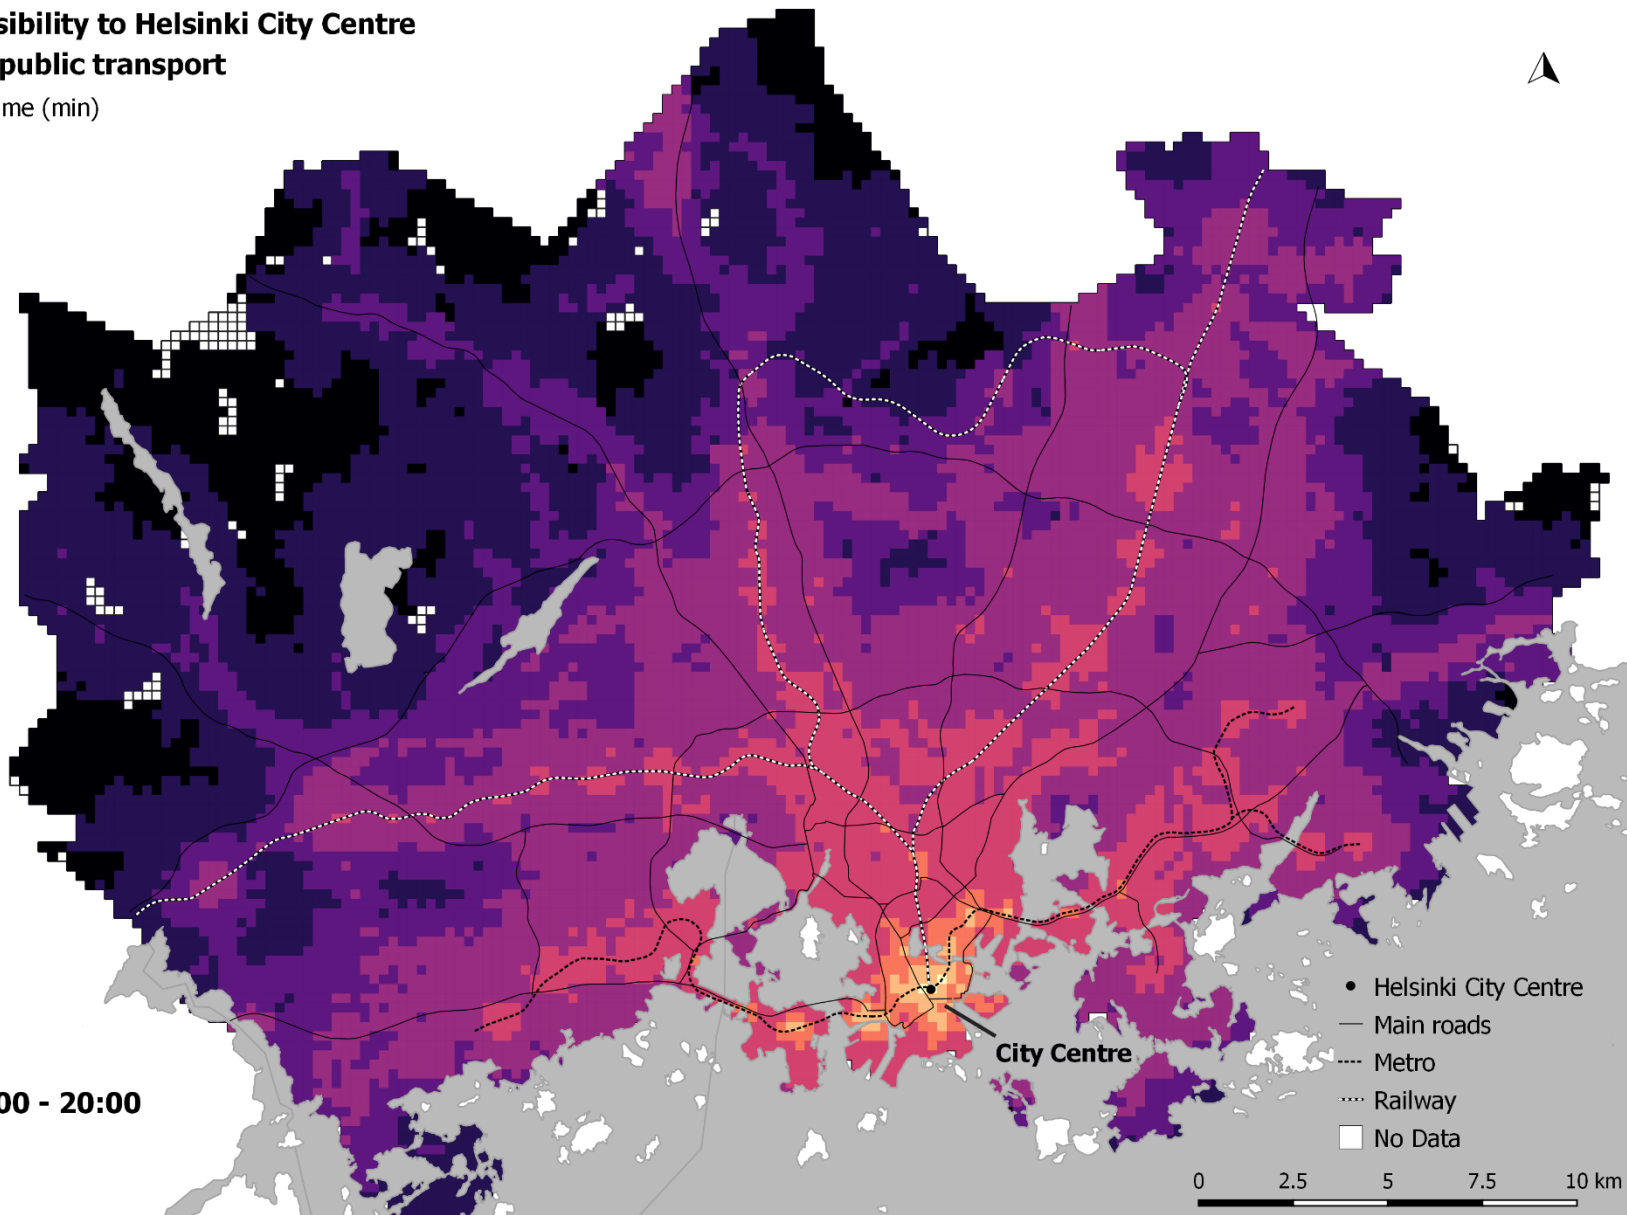 sibility to Helsinki City Centre
public transport
me (min)
City Centre
Helsinki City Centre
Main roads
Metro
Railway
No Data
00 - 20:00
0 2.5 5 7.5 10 km